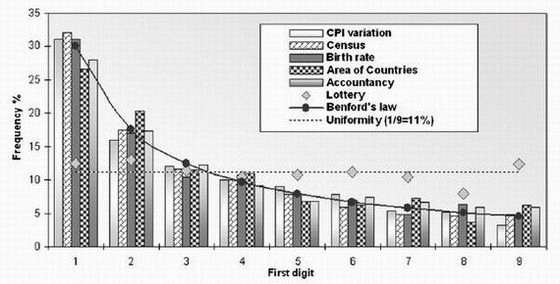 35
30
25
20
15
10
5
0
Frequency %
CPI variation
Census
Birth rate
Area of Countries
Accountancy
Lottery
Benford's law
Uniformity (1/9=11%)
1 2 3 4 5 6 7 8 9
First digit